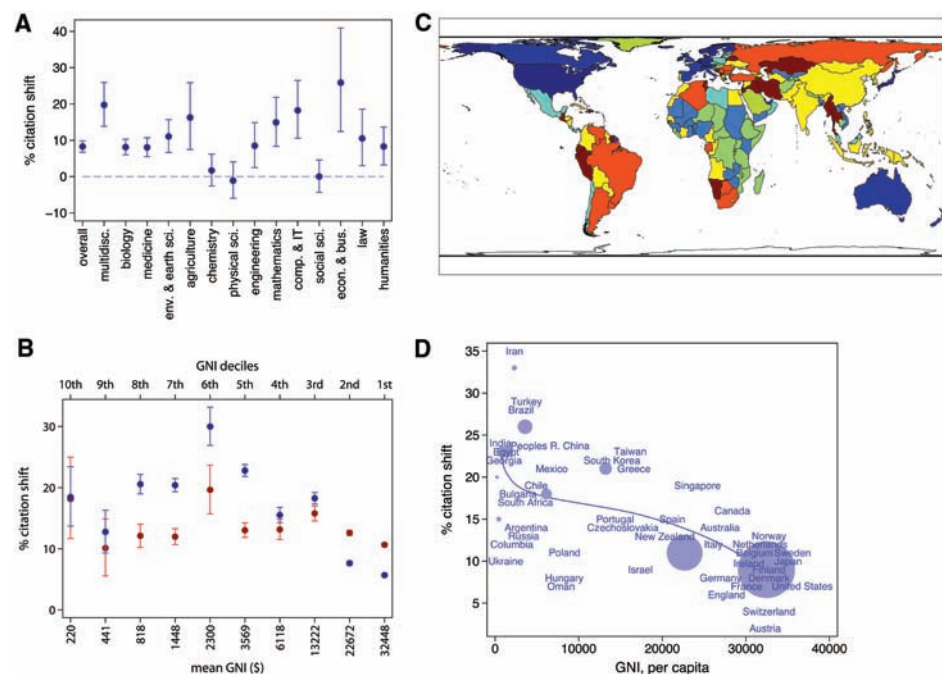 A
% citation shift
40
30
20
10
0
−10
overall
multidisc.
biology
medicine
env. & earth sci.
agriculture
chemistry
physical sci.
engineering
mathematics
comp. & IT
social sci.
econ. & bus.
law
humanities
C
B
GNI deciles
10th 9th 8th 7th 6th 5th 4th 3rd 2nd 1st
% citation shift
30
20
10
0
220 441 818 1448 2300 3569 6118 13222 22672 32448
mean GNI ($)
D
% citation shift
35
30
25
20
15
10
5
Iran
Turkey
Brazil
India
Egypt
Peoples R. China
Taiwan
Georgia
South Korea
Mexico
Greece
Chile
Singapore
Bulgaria
South Africa
Canada
Portugal
Spain
Argentina
Czechoslovakia
Australia
Russia
New Zealand
Norway
Columbia
Italy
Netherlands
Poland
Belgium
Sweden
Ukraine
Ireland
Japan
Israel
Finland
Hungary
Germany
Denmark
Oman
France
United States
England
Switzerland
Austria
0 10000 20000 30000 40000
GNI, per capita